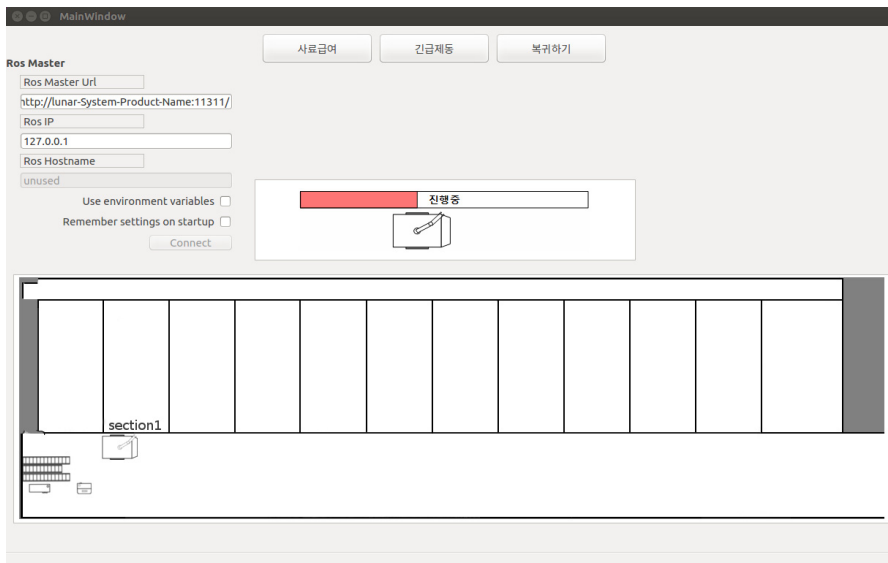 MainWindow
사료급여
긴급제동
복귀하기
Ros Master
Ros Master Url
http://lunar-System-Product-Name:11311/
Ros IP
127.0.0.1
Ros Hostname
unused
Use environment variables
Remember settings on startup
Connect
진행중
section1